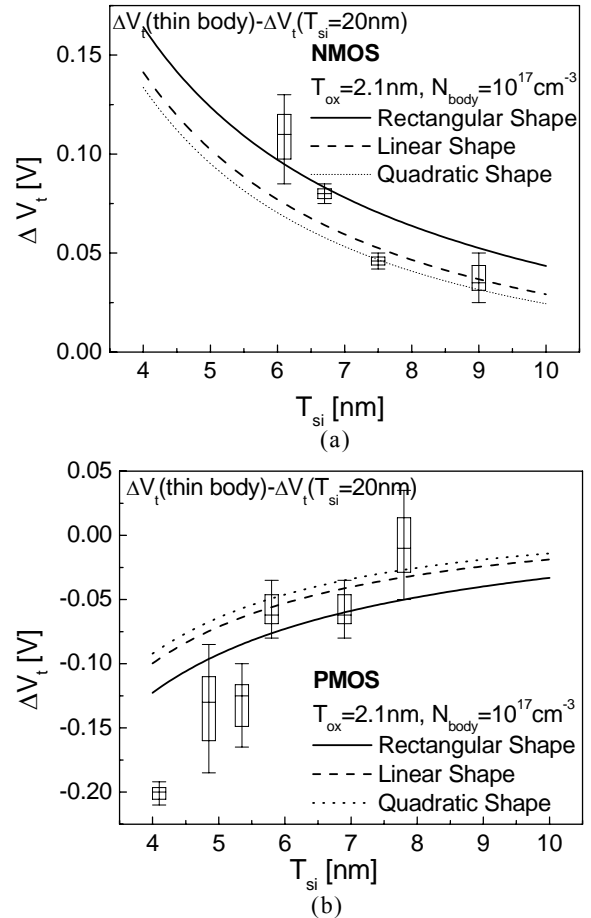 ΔVt(thin body)-ΔVt(Tsi=20nm)
NMOS
Tox=2.1nm, Nbody=10^17cm^-3
Rectangular Shape
Linear Shape
Quadratic Shape
0.15
0.10
0.05
0.00
Δ Vt [V]
4 5 6 7 8 9 10
Tsi [nm]
(a)
ΔVt(thin body)-ΔVt(Tsi=20nm)
0.05
0.00
-0.05
-0.10
-0.15
-0.20
ΔVt [V]
PMOS
Tox=2.1nm, Nbody=10^17cm^-3
Rectangular Shape
Linear Shape
Quadratic Shape
4 5 6 7 8 9 10
Tsi [nm]
(b)